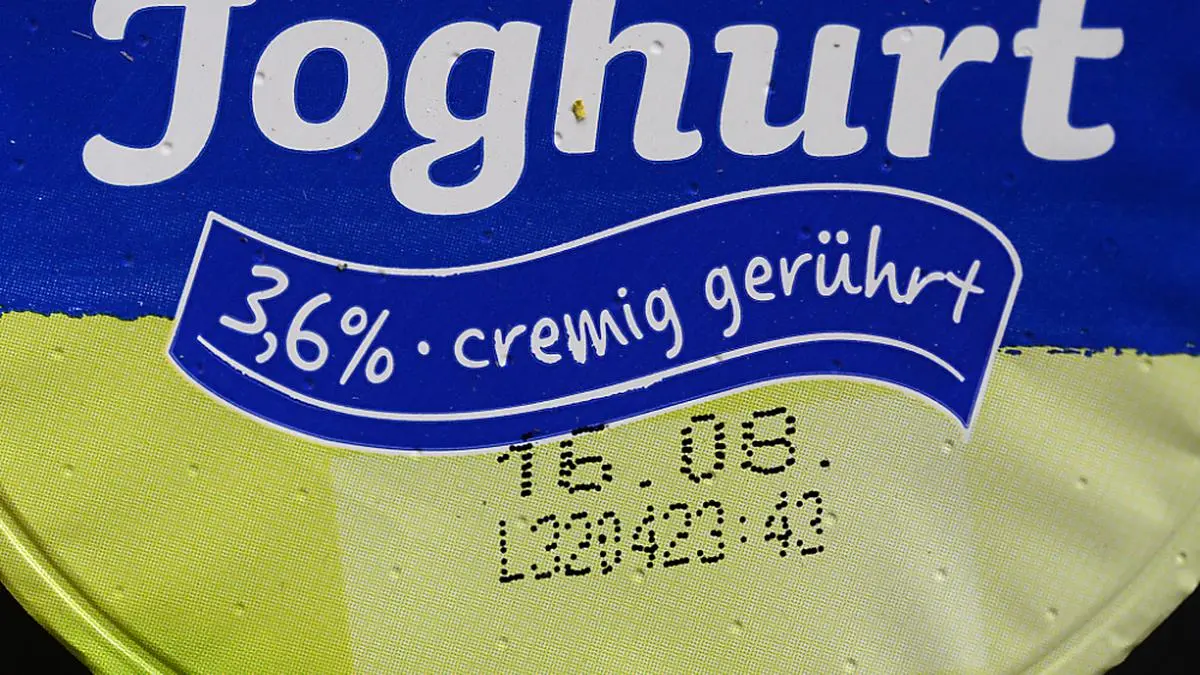 Joghurt
3,6% · cremig gerührt
16.08.
L320423:43